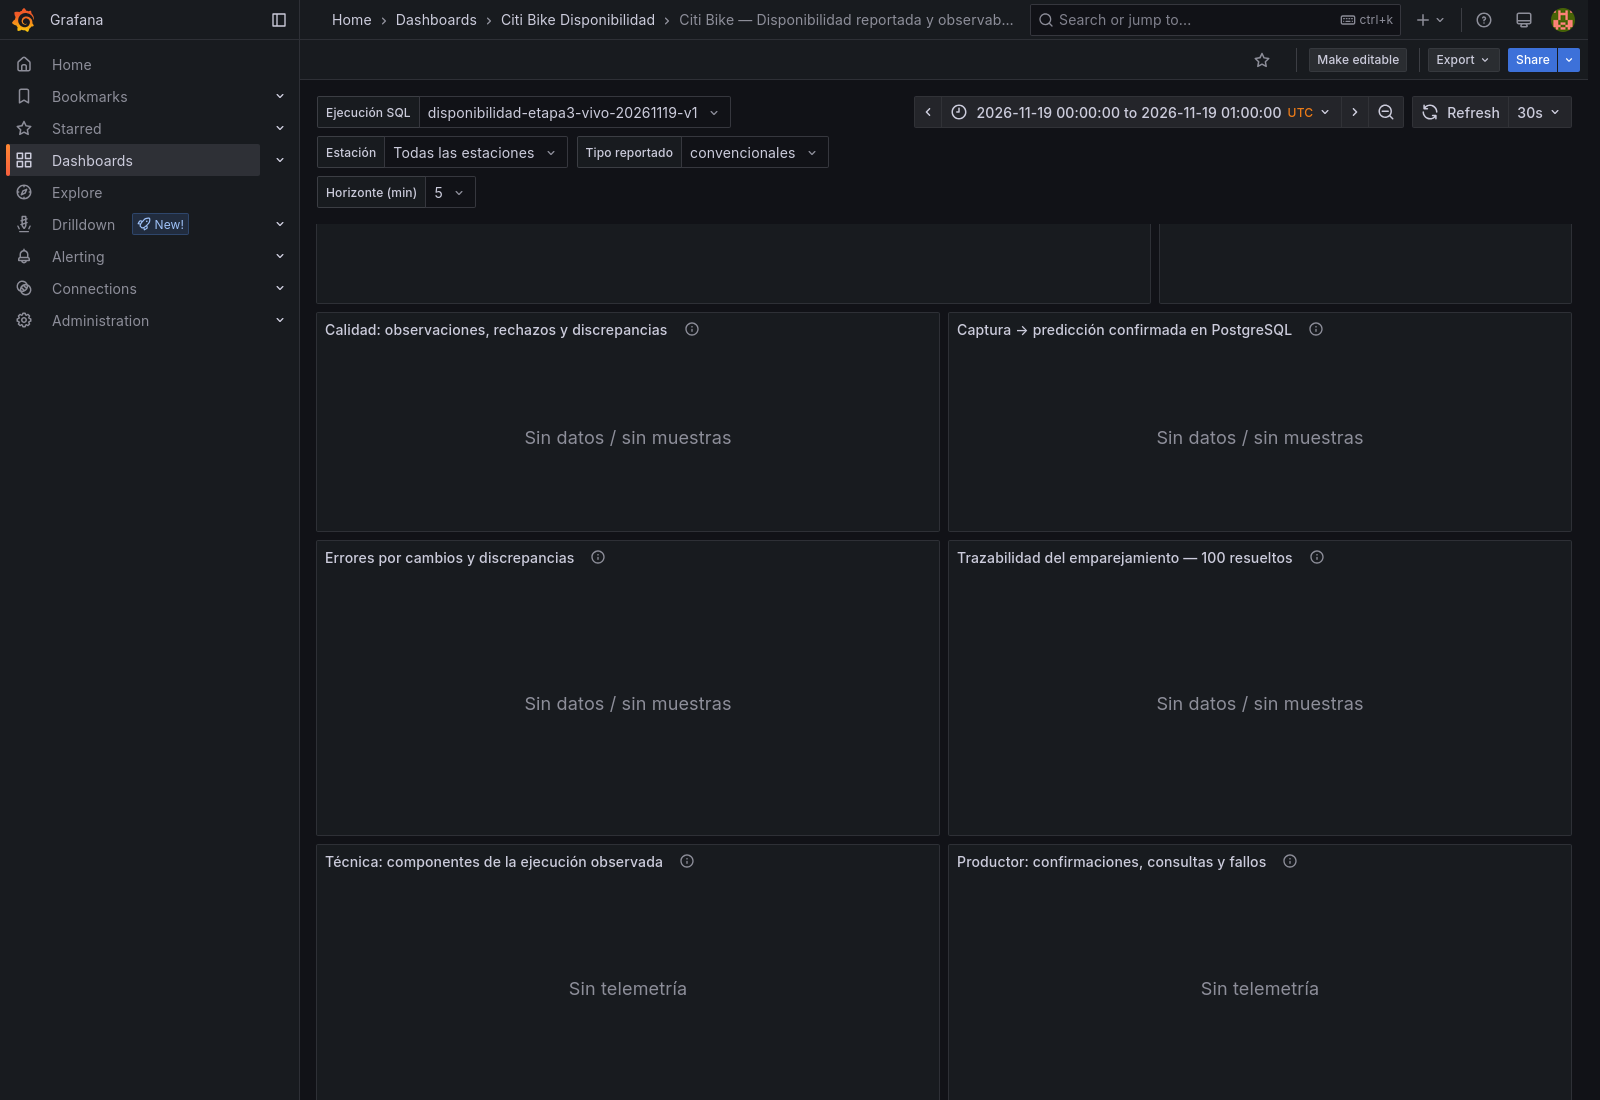 Grafana
Home
Dashboards
Citi Bike Disponibilidad
Citi Bike — Disponibilidad reportada y observab...
Search or jump to...
ctrl+k
Make editable
Export
Share
Home
Bookmarks
Starred
Dashboards
Explore
Drilldown
New!
Alerting
Connections
Administration
Ejecución SQL
disponibilidad-etapa3-vivo-20261119-v1
2026-11-19 00:00:00 to 2026-11-19 01:00:00 UTC
Refresh
30s
Estación
Todas las estaciones
Tipo reportado
convencionales
Horizonte (min)
5
Calidad: observaciones, rechazos y discrepancias
Sin datos / sin muestras
Captura → predicción confirmada en PostgreSQL
Sin datos / sin muestras
Errores por cambios y discrepancias
Sin datos / sin muestras
Trazabilidad del emparejamiento — 100 resueltos
Sin datos / sin muestras
Técnica: componentes de la ejecución observada
Sin telemetría
Productor: confirmaciones, consultas y fallos
Sin telemetría